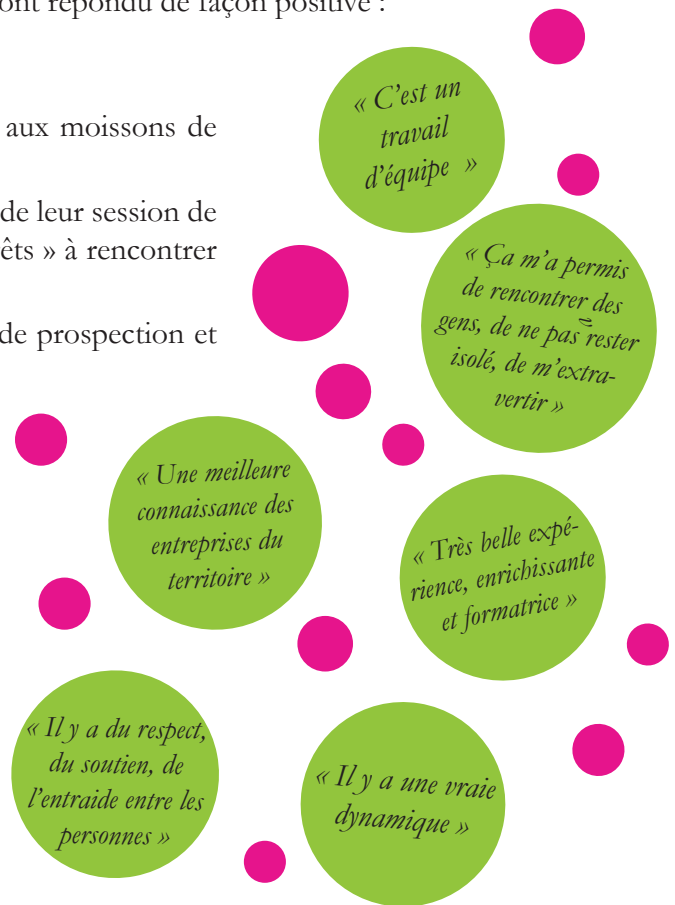 ont répondu de façon positive :
aux moissons de
de leur session de
êts » à rencontrer
de prospection et
« C'est un
travail
d'équipe »
« Ça m'a permis
de rencontrer des
gens, de ne pas rester
isolé, de m'extra-
vertir »
« Une meilleure
connaissance des
entreprises du
territoire »
« Très belle expé-
rience, enrichissante
et formatrice »
« Il y a du respect,
du soutien, de
l'entraide entre les
personnes »
« Il y a une vraie
dynamique »